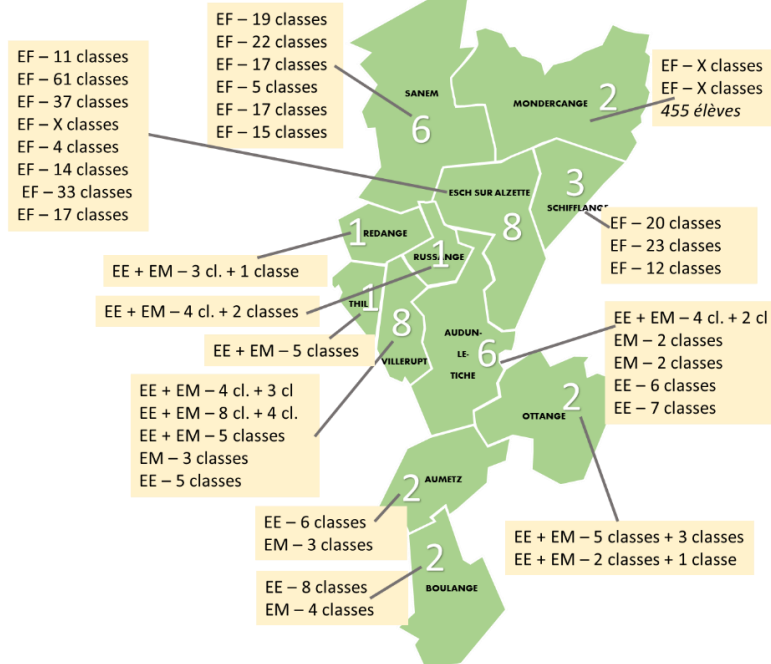 EF – 19 classes
EF – 22 classes
EF – 17 classes
EF – 5 classes
EF – 17 classes
EF – 15 classes
EF – 11 classes
EF – 61 classes
EF – 37 classes
EF – X classes
EF – 4 classes
EF – 14 classes
EF – 33 classes
EF – 17 classes
EF – X classes
EF – X classes
455 élèves
SANEM
6
MONDERCANGE
2
ESCH SUR ALZETTE
8
3
SCHIFFLANGE
EF – 20 classes
EF – 23 classes
EF – 12 classes
1 REDANGE
1
RUSSANGE
EE + EM – 3 cl. + 1 classe
EE + EM – 4 cl. + 2 classes
THIL
1
EE + EM – 5 classes
8
VILLERUPT
AUDUN-
LE-
TICHE
6
EE + EM – 4 cl. + 2 cl
EM – 2 classes
EM – 2 classes
EE – 6 classes
EE – 7 classes
EE + EM – 4 cl. + 3 cl
EE + EM – 8 cl. + 4 cl.
EE + EM – 5 classes
EM – 3 classes
EE – 5 classes
2
OTTANGE
AUMETZ
2
EE – 6 classes
EM – 3 classes
EE + EM – 5 classes + 3 classes
EE + EM – 2 classes + 1 classe
2
BOULANGE
EE – 8 classes
EM – 4 classes